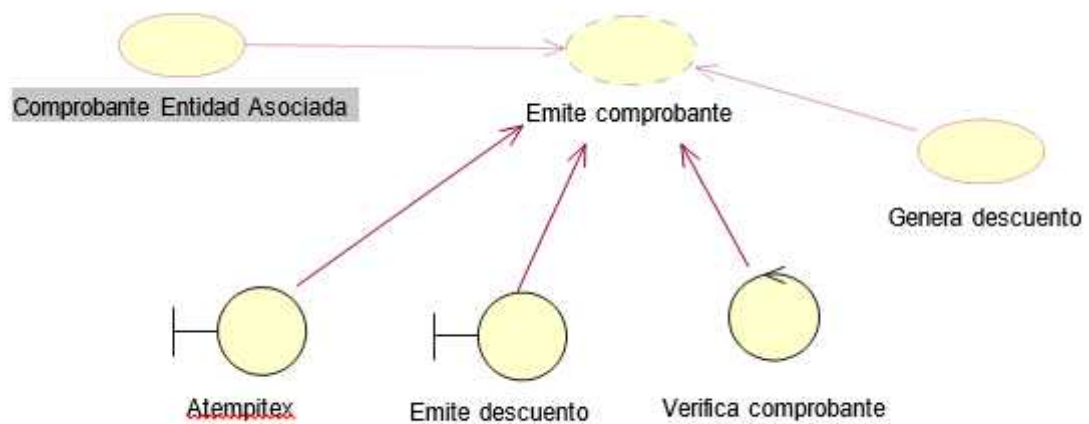 Comprobante Entidad Asociada
Emite comprobante
Genera descuento
Atempitex
Emite descuento
Verifica comprobante